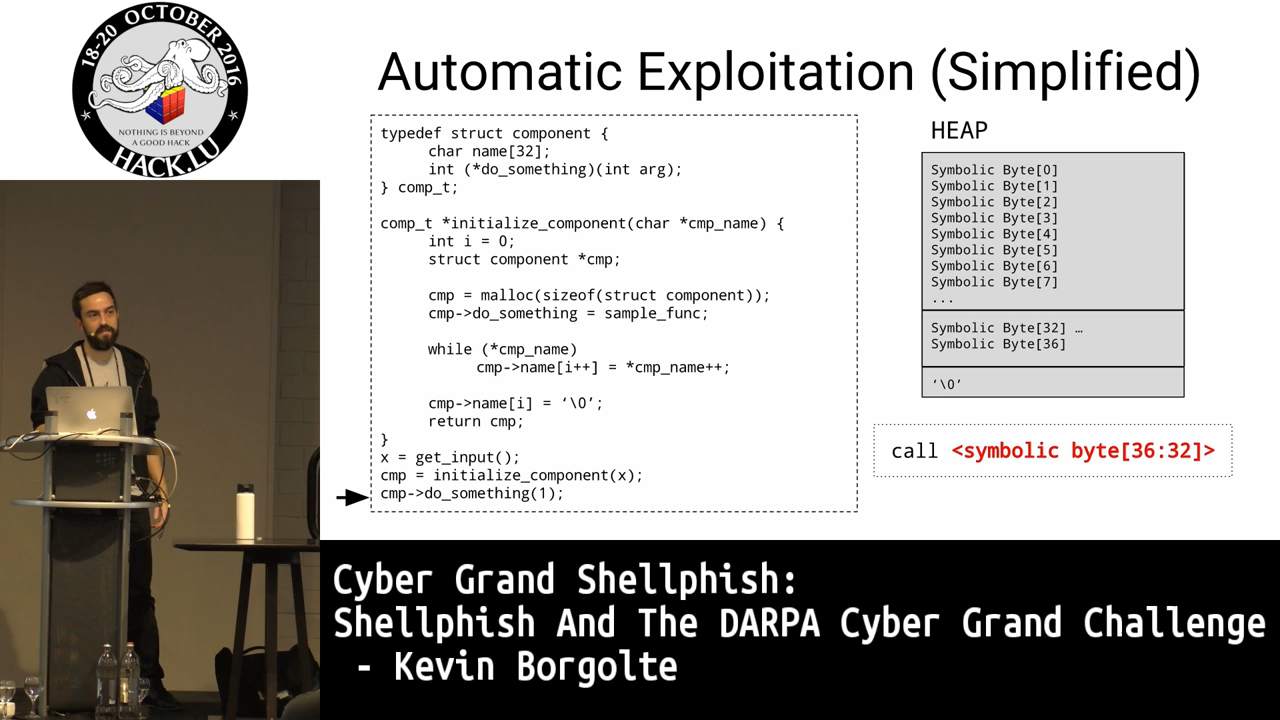 18-20 OCTOBER 2016
NOTHING IS BEYOND
A GOOD HACK
HACK.LU
Automatic Exploitation (Simplified)
typedef struct component {
char name[32];
int (*do_something)(int arg);
} comp_t;
comp_t *initialize_component(char *cmp_name) {
int i = 0;
struct component *cmp;
cmp = malloc(sizeof(struct component));
cmp->do_something = sample_func;
while (*cmp_name)
cmp->name[i++] = *cmp_name++;
cmp->name[i] = ‘\0’;
return cmp;
}
x = get_input();
cmp = initialize_component(x);
cmp->do_something(1);
HEAP
Symbolic Byte[0]
Symbolic Byte[1]
Symbolic Byte[2]
Symbolic Byte[3]
Symbolic Byte[4]
Symbolic Byte[5]
Symbolic Byte[6]
Symbolic Byte[7]
...
Symbolic Byte[32] …
Symbolic Byte[36]
‘\0’
call <symbolic byte[36:32]>
Cyber Grand Shellphish:
Shellphish And The DARPA Cyber Grand Challenge
- Kevin Borgolte